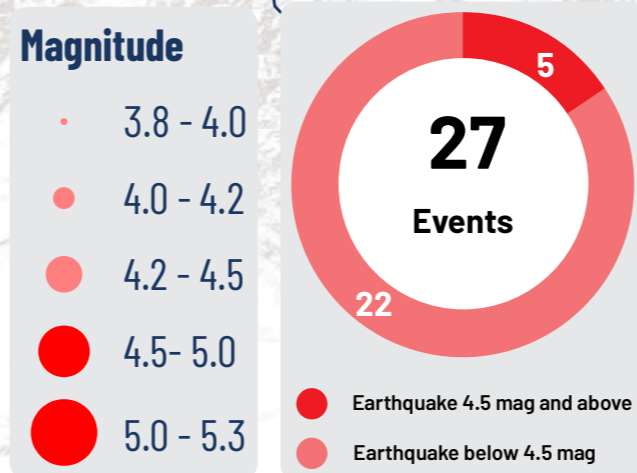 Magnitude
3.8 - 4.0
4.0 - 4.2
4.2 - 4.5
4.5- 5.0
5.0 - 5.3
5
27
Events
22
Earthquake 4.5 mag and above
Earthquake below 4.5 mag